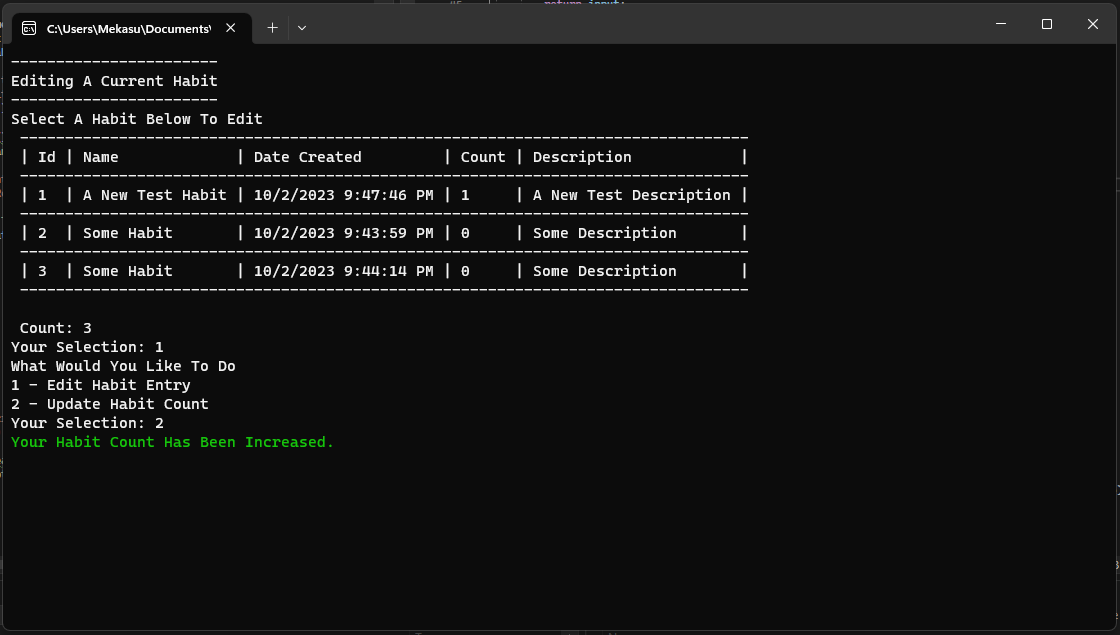 return input;
C:\Users\Mekasu\Documents\
-----------------------
Editing A Current Habit
-----------------------
Select A Habit Below To Edit
---------------------------------------------------------------------------------
| Id | Name | Date Created | Count | Description |
---------------------------------------------------------------------------------
| 1 | A New Test Habit | 10/2/2023 9:47:46 PM | 1 | A New Test Description |
---------------------------------------------------------------------------------
| 2 | Some Habit | 10/2/2023 9:43:59 PM | 0 | Some Description |
---------------------------------------------------------------------------------
| 3 | Some Habit | 10/2/2023 9:44:14 PM | 0 | Some Description |
---------------------------------------------------------------------------------
Count: 3
Your Selection: 1
What Would You Like To Do
1 - Edit Habit Entry
2 - Update Habit Count
Your Selection: 2
Your Habit Count Has Been Increased.